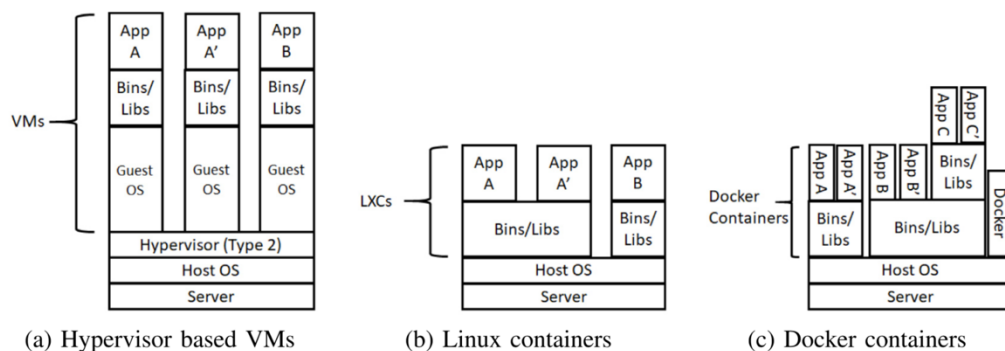 VMs
App
A
Bins/
Libs
Guest
OS
App
A’
Bins/
Libs
Guest
OS
App
B
Bins/
Libs
Guest
OS
Hypervisor (Type 2)
Host OS
Server
(a) Hypervisor based VMs
LXCs
App
A
App
A’
Bins/Libs
App
B
Bins/
Libs
Host OS
Server
(b) Linux containers
Docker
Containers
App A
App A’
Bins/
Libs
App B
App B’
App C
App C’
Bins/
Libs
Bins/Libs
Docker
Host OS
Server
(c) Docker containers